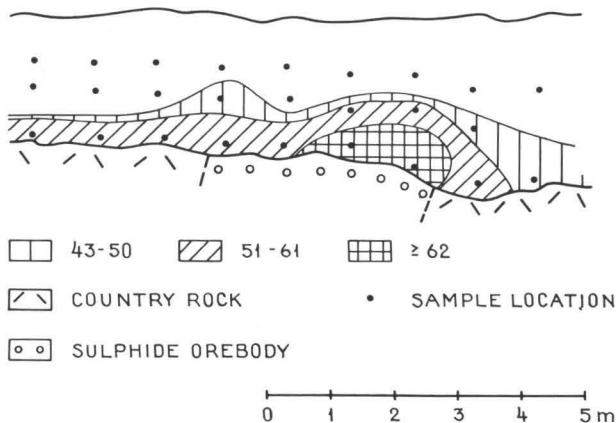 43-50 51-61 ≥ 62
COUNTRY ROCK SAMPLE LOCATION
SULPHIDE OREBODY
0 1 2 3 4 5 m